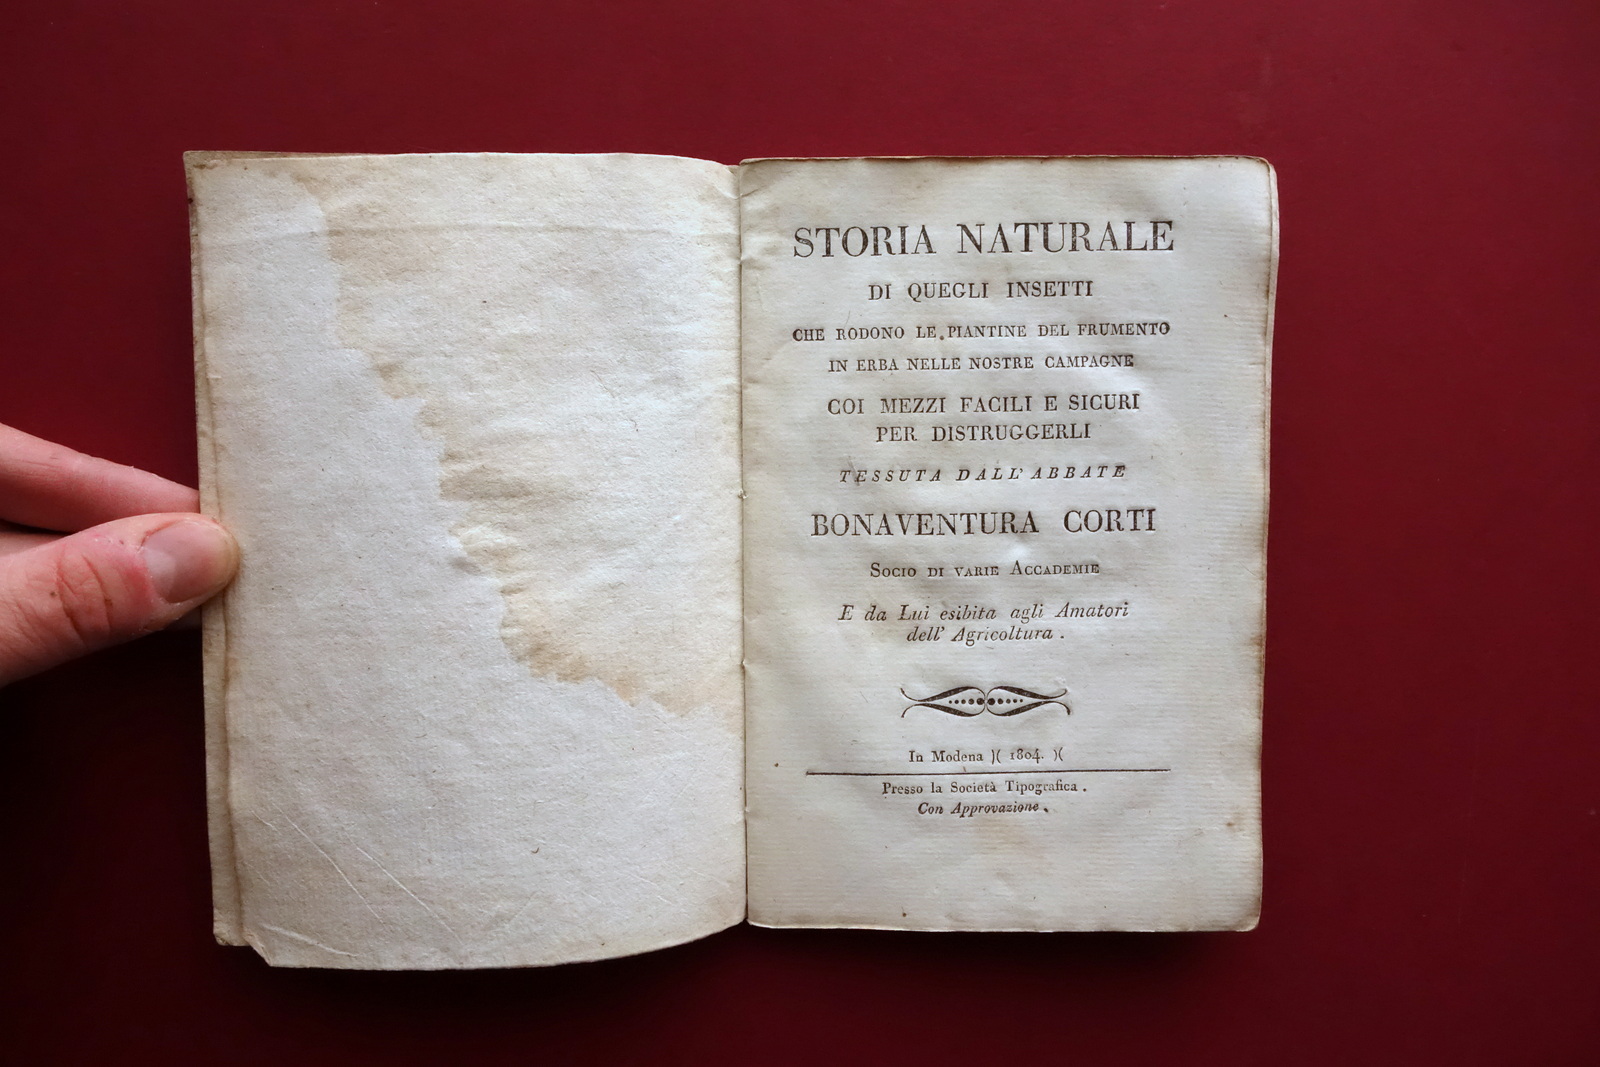 STORIA NATURALE
DI QUEGLI INSETTI
CHE RODONO LE PIANTINE DEL FRUMENTO
IN ERBA NELLE NOSTRE CAMPAGNE
COI MEZZI FACILI E SICURI
PER DISTRUGGERLI
TESSUTA DALL' ABBATE
BONAVENTURA CORTI
SOCIO DI VARIE ACCADEMIE
E da Lui esibita agli Amatori
dell' Agricoltura .
In Modena )( 1804. )(
Presso la Società Tipografica .
Con Approvazione .